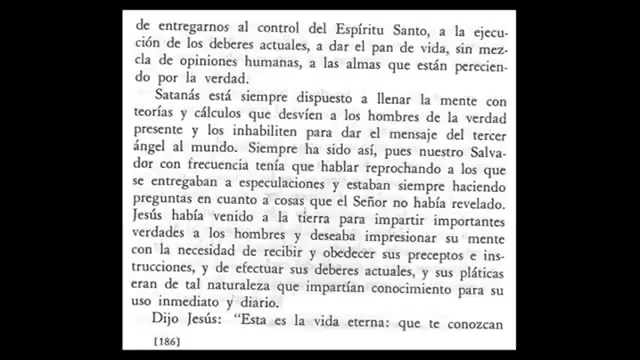 de entregarnos al control del Espíritu Santo, a la ejecu-
ción de los deberes actuales, a dar el pan de vida, sin mez-
cla de opiniones humanas, a las almas que están perecien-
do por la verdad.
Satanás está siempre dispuesto a llenar la mente con
teorías y cálculos que desvíen a los hombres de la verdad
presente y los inhabiliten para dar el mensaje del tercer
ángel al mundo. Siempre ha sido así, pues nuestro Salva-
dor con frecuencia tenía que hablar reprochando a los que
se entregaban a especulaciones y estaban siempre haciendo
preguntas en cuanto a cosas que el Señor no había revelado.
Jesús había venido a la tierra para impartir importantes
verdades a los hombres y deseaba impresionar su mente
con la necesidad de recibir y obedecer sus preceptos e ins-
trucciones, y de efectuar sus deberes actuales, y sus pláticas
eran de tal naturaleza que impartían conocimiento para su
uso inmediato y diario.
Dijo Jesús: “Esta es la vida eterna: que te conozcan
[186]